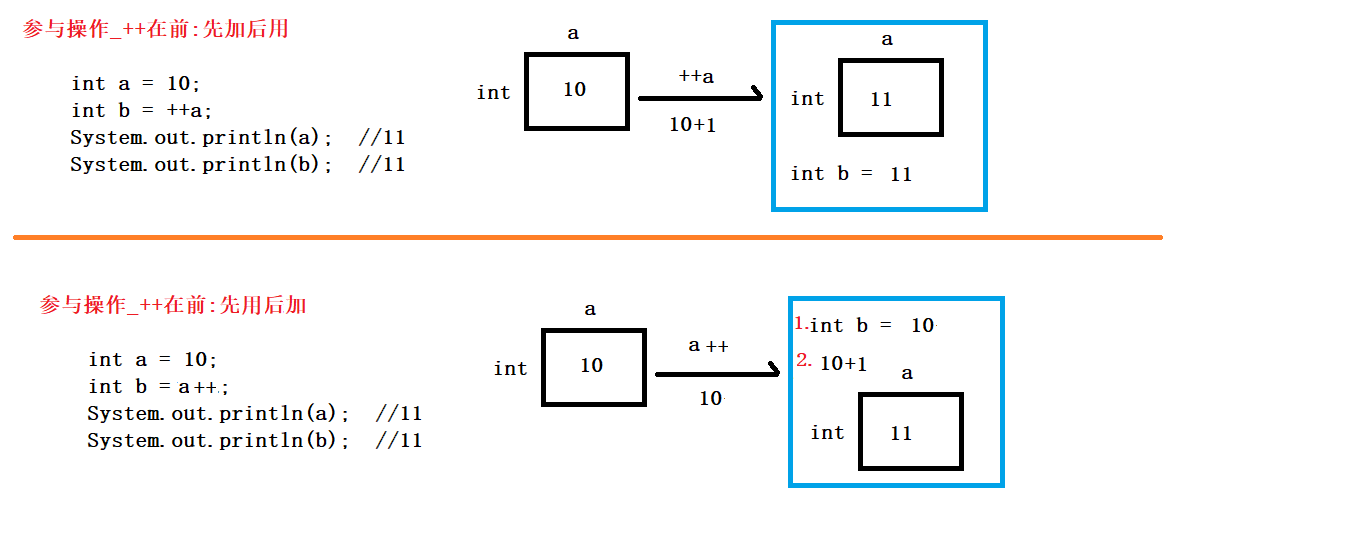 参与操作_++在前:先加后用
int a = 10;
int b = ++a;
System.out.println(a);  //11
System.out.println(b);  //11
a
int
10
++a
10+1
a
int
11
int b = 11
参与操作_++在前:先用后加
int a = 10;
int b = a++;
System.out.println(a);  //11
System.out.println(b);  //11
a
int
10
a++
10
1.int b = 10
2. 10+1
a
int
11